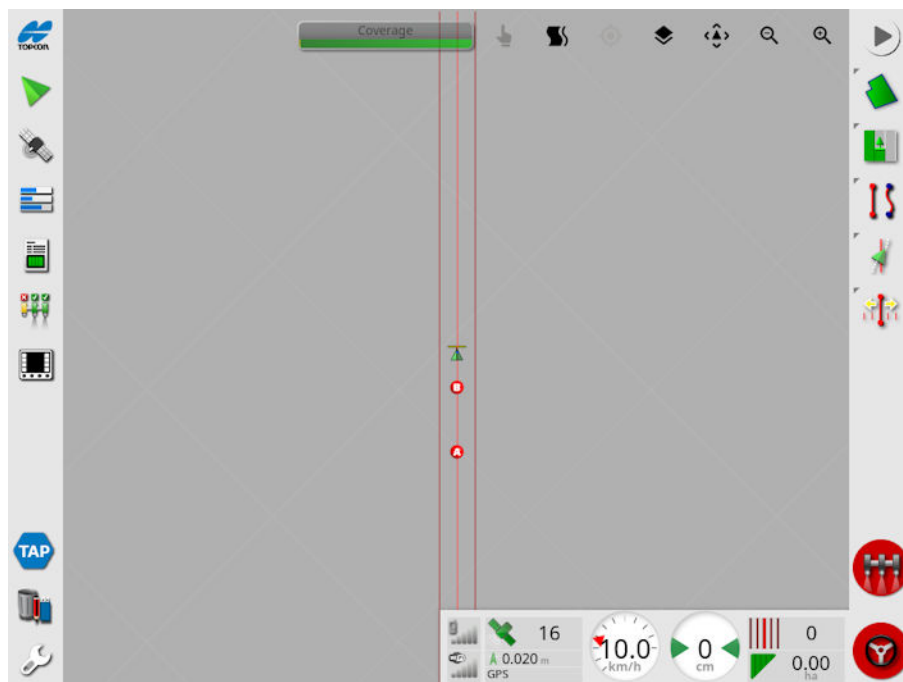 TOPCON
Coverage
B
A
TAP
16
0.020 m
GPS
10.0
km/h
0
cm
0
0.00
ha